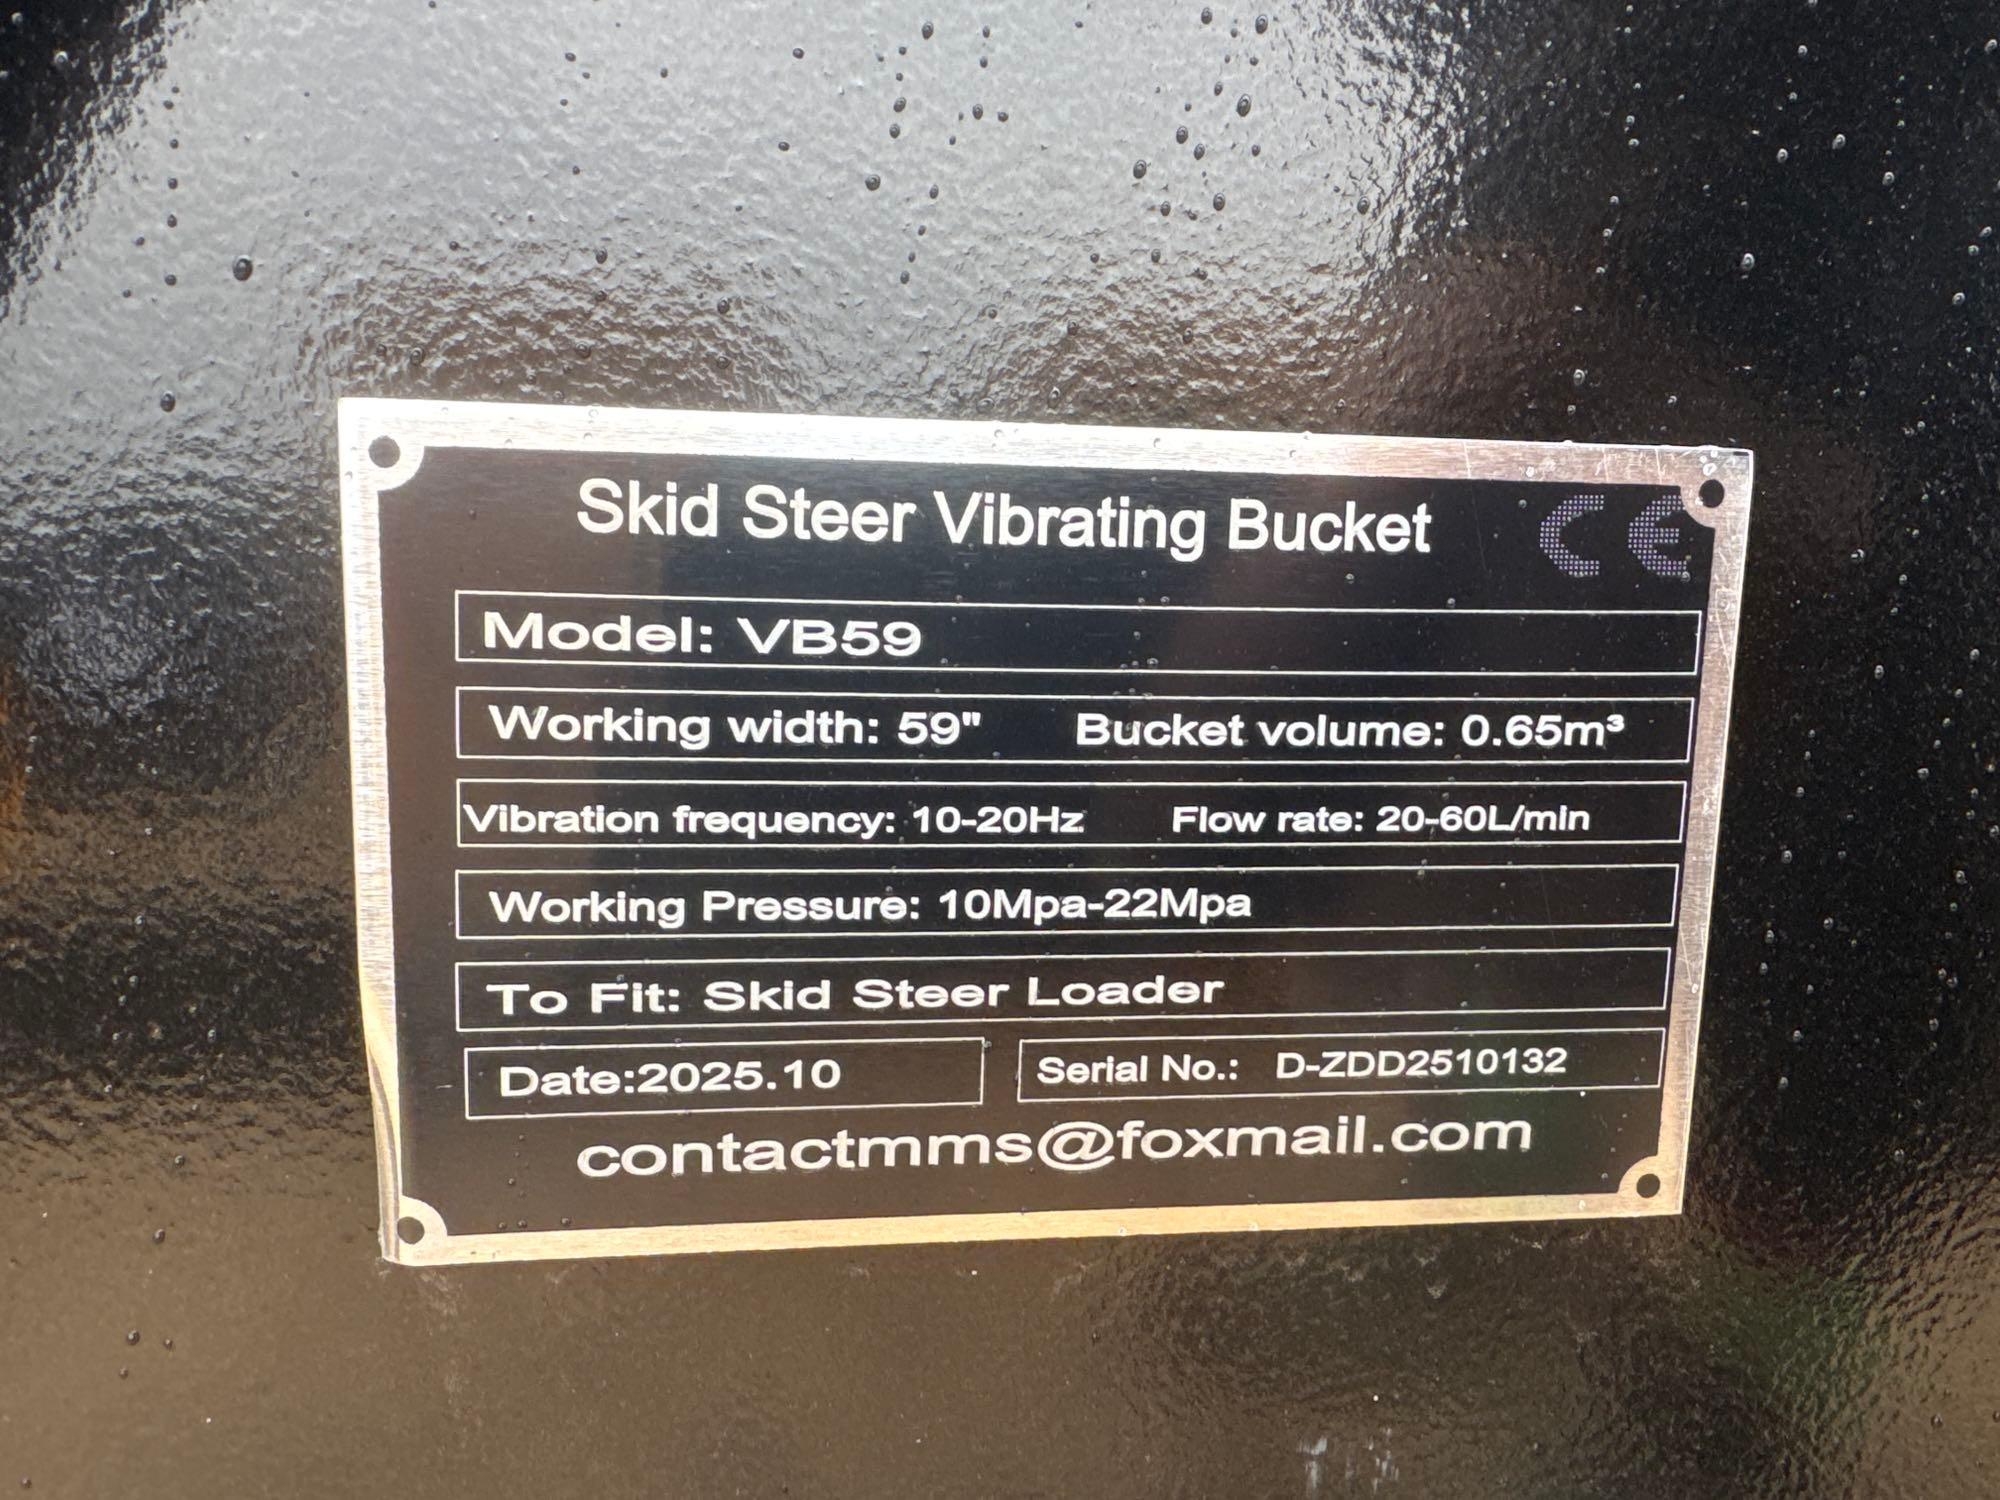 Skid Steer Vibrating Bucket CE
Model: VB59
Working width: 59" Bucket volume: 0.65m³
Vibration frequency: 10-20Hz Flow rate: 20-60L/min
Working Pressure: 10Mpa-22Mpa
To Fit: Skid Steer Loader
Date:2025.10 Serial No.: D-ZDD2510132
contactmms@foxmail.com